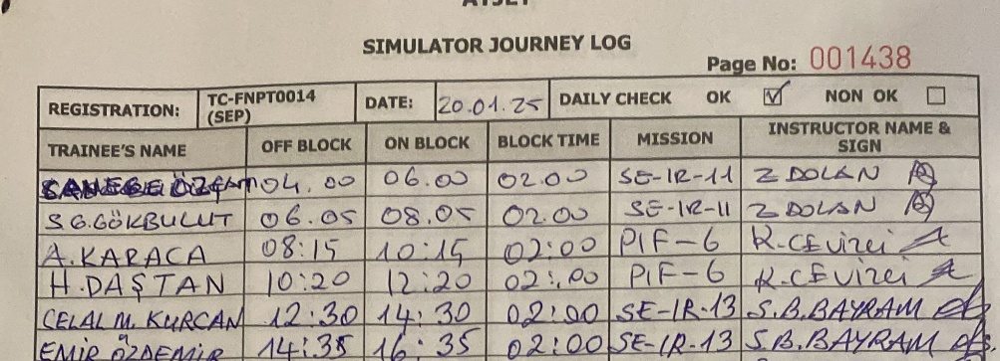 SIMULATOR JOURNEY LOG
Page No: 001438
REGISTRATION: TC-FNPT0014 (SEP) DATE: 20.01.25 DAILY CHECK OK ☑ NON OK ☐
TRAINEE'S NAME OFF BLOCK ON BLOCK BLOCK TIME MISSION INSTRUCTOR NAME & SIGN
04.00 06.00 02.00 SE-IR-11 Z DOLAN
S G.GÖKBULUT 06.05 08.05 02.00 SE-IR-11 Z DOLAN
A.KARACA 08:15 10:15 02:00 PIF-6 K.CEVİZCİ
H.DAŞTAN 10:20 12:20 02:00 PIF-6 K.CEVİZCİ
CELAL M. KURCAN 12:30 14:30 02:00 SE-IR-13 S.B.BAYRAM
EMİR ÖZDEMİR 14:35 16:35 02:00 SE-IR-13 S.B.BAYRAM